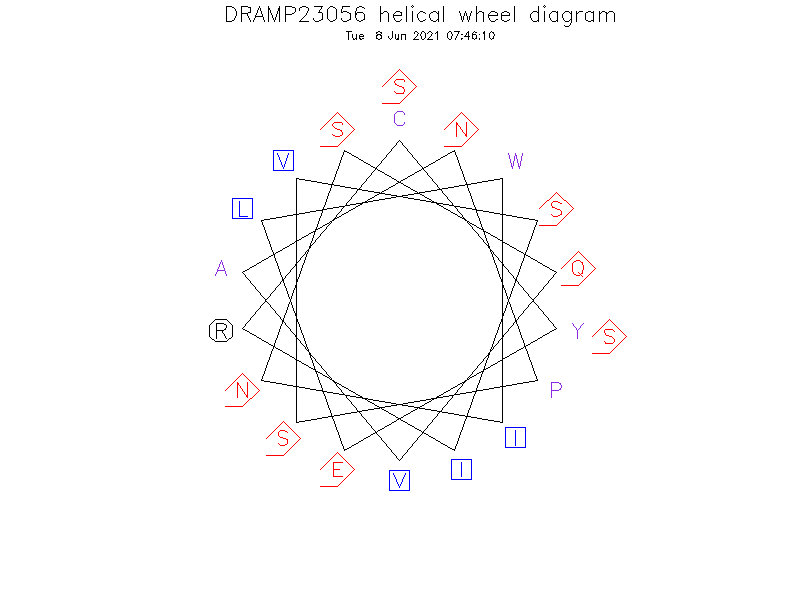 DRAMP23056 helical wheel diagram
Tue 8 Jun 2021 07:46:10
S
C
S N
V W
L S
A Q
R Y S
N P
S I
E I
V